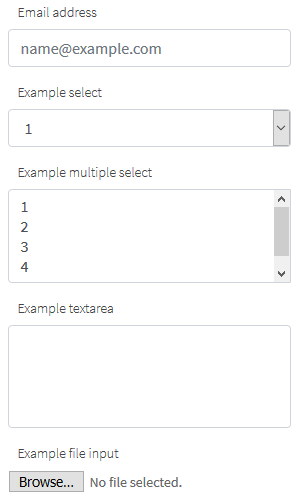 Email address
name@example.com
Example select
1
Example multiple select
1
2
3
4
Example textarea
Example file input
Browse... No file selected.